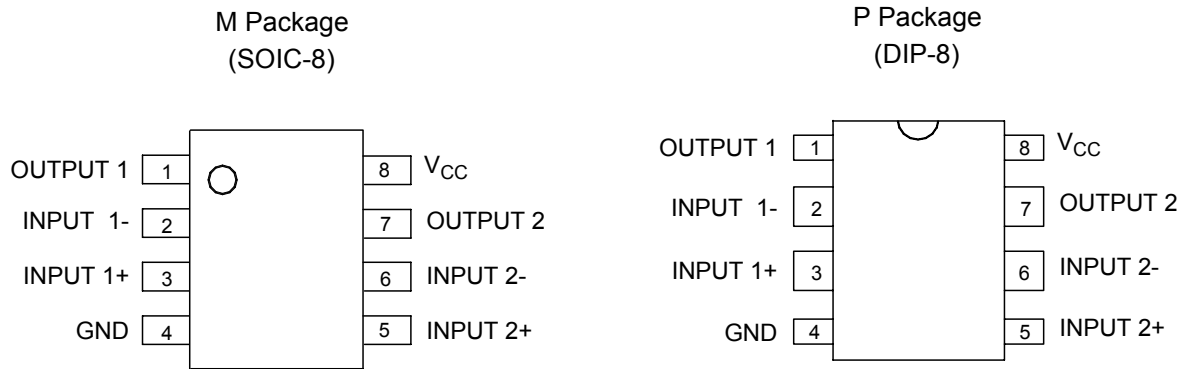 M Package
(SOIC-8)
OUTPUT 1 1
8 VCC
INPUT 1- 2
7 OUTPUT 2
INPUT 1+ 3
6 INPUT 2-
GND 4
5 INPUT 2+
P Package
(DIP-8)
OUTPUT 1 1
8 VCC
INPUT 1- 2
7 OUTPUT 2
INPUT 1+ 3
6 INPUT 2-
GND 4
5 INPUT 2+